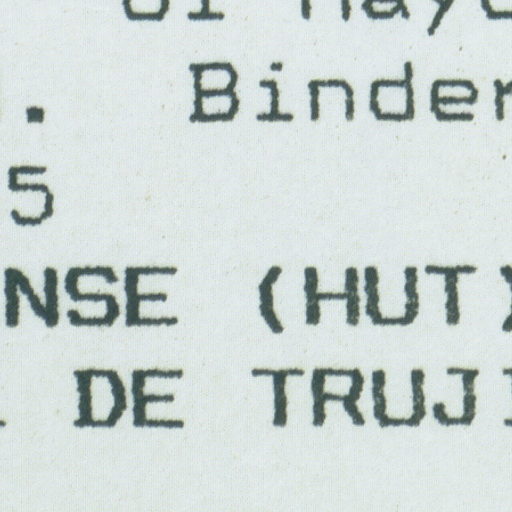 . Binder
5
NSE (HUT)
DE TRUJI